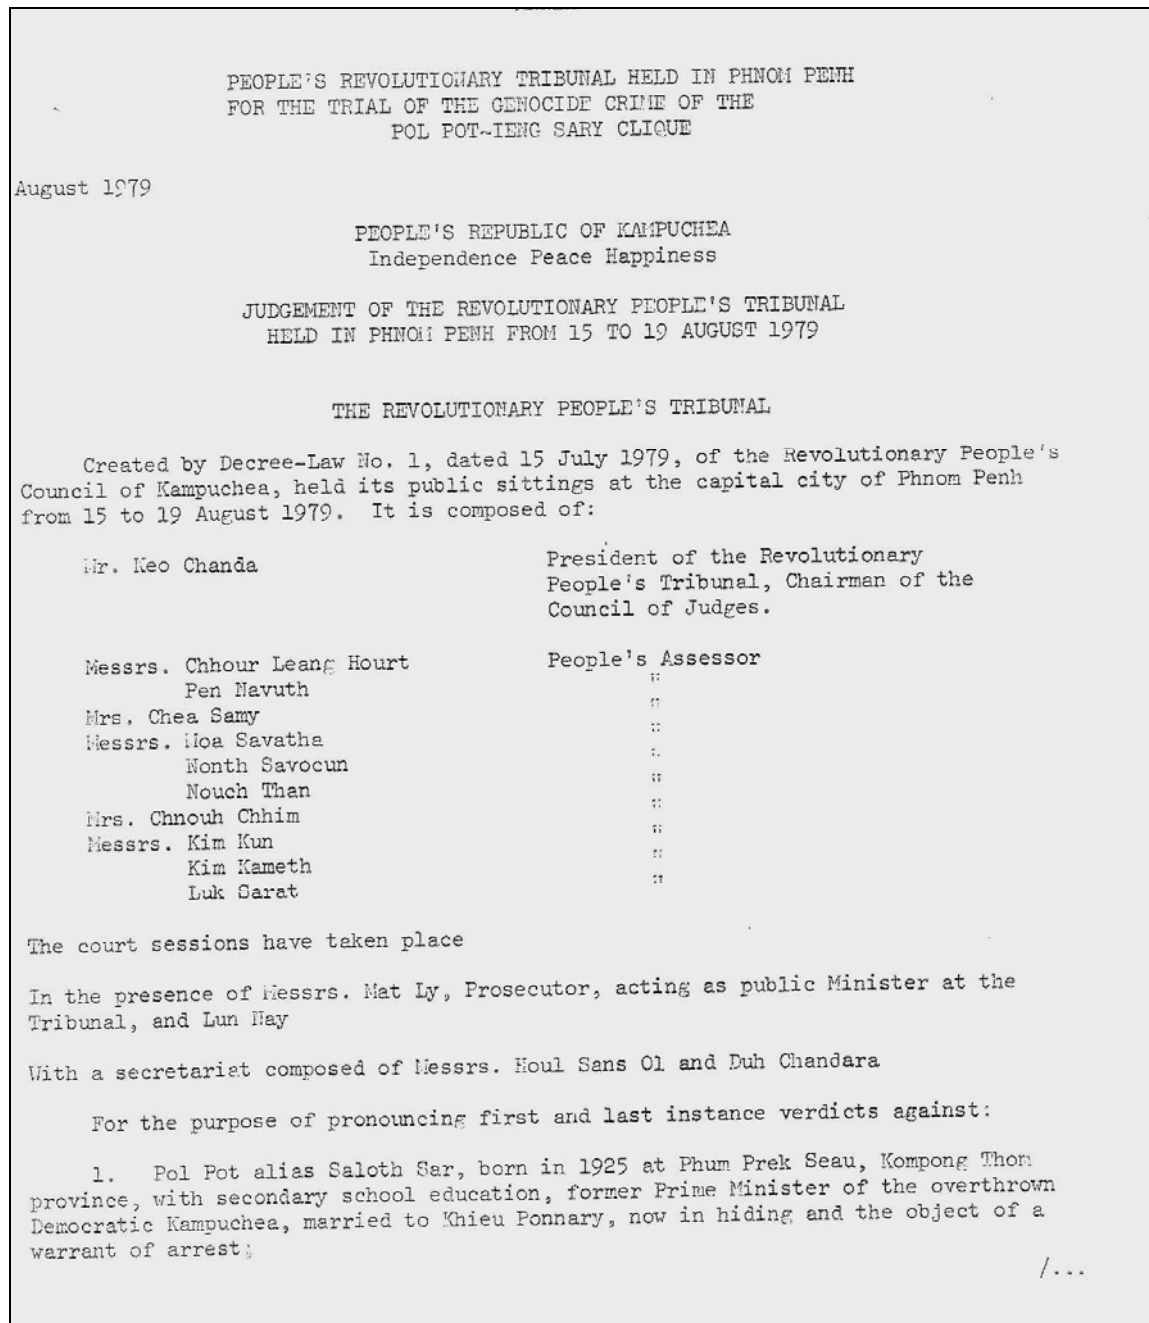 PEOPLE'S REVOLUTIONARY TRIBUNAL HELD IN PHNOM PENH
FOR THE TRIAL OF THE GENOCIDE CRIME OF THE
POL POT-IENG SARY CLIQUE
August 1979
PEOPLE'S REPUBLIC OF KAMPUCHEA
Independence Peace Happiness
JUDGEMENT OF THE REVOLUTIONARY PEOPLE'S TRIBUNAL
HELD IN PHNOM PENH FROM 15 TO 19 AUGUST 1979
THE REVOLUTIONARY PEOPLE'S TRIBUNAL
Created by Decree-Law No. 1, dated 15 July 1979, of the Revolutionary People's
Council of Kampuchea, held its public sittings at the capital city of Phnom Penh
from 15 to 19 August 1979. It is composed of:
Mr. Keo Chanda President of the Revolutionary
People's Tribunal, Chairman of the
Council of Judges.
Messrs. Chhour Leang Hourt People's Assessor
Pen Navuth "
Mrs. Chea Samy "
Messrs. Moa Savatha "
Nonth Savocun "
Nouch Than "
Mrs. Chnouh Chhim "
Messrs. Kim Kun "
Kim Kameth "
Luk Sarat "
The court sessions have taken place
In the presence of Messrs. Mat Ly, Prosecutor, acting as public Minister at the
Tribunal, and Lun Nay
With a secretariat composed of Messrs. Houl Sans Ol and Duh Chandara
For the purpose of pronouncing first and last instance verdicts against:
1. Pol Pot alias Saloth Sar, born in 1925 at Phum Prek Seau, Kompong Thom
province, with secondary school education, former Prime Minister of the overthrown
Democratic Kampuchea, married to Khieu Ponnary, now in hiding and the object of a
warrant of arrest;
/...